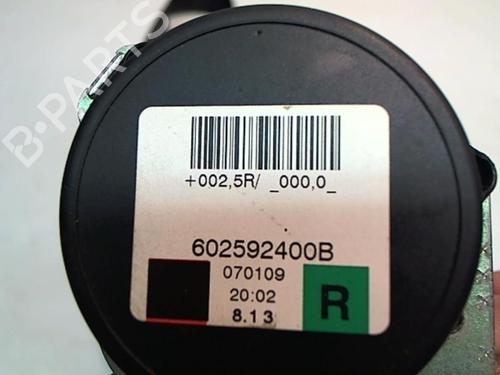 B-PARTS
+002,5R/ _000,0_
602592400B
070109
20:02
8.13
R